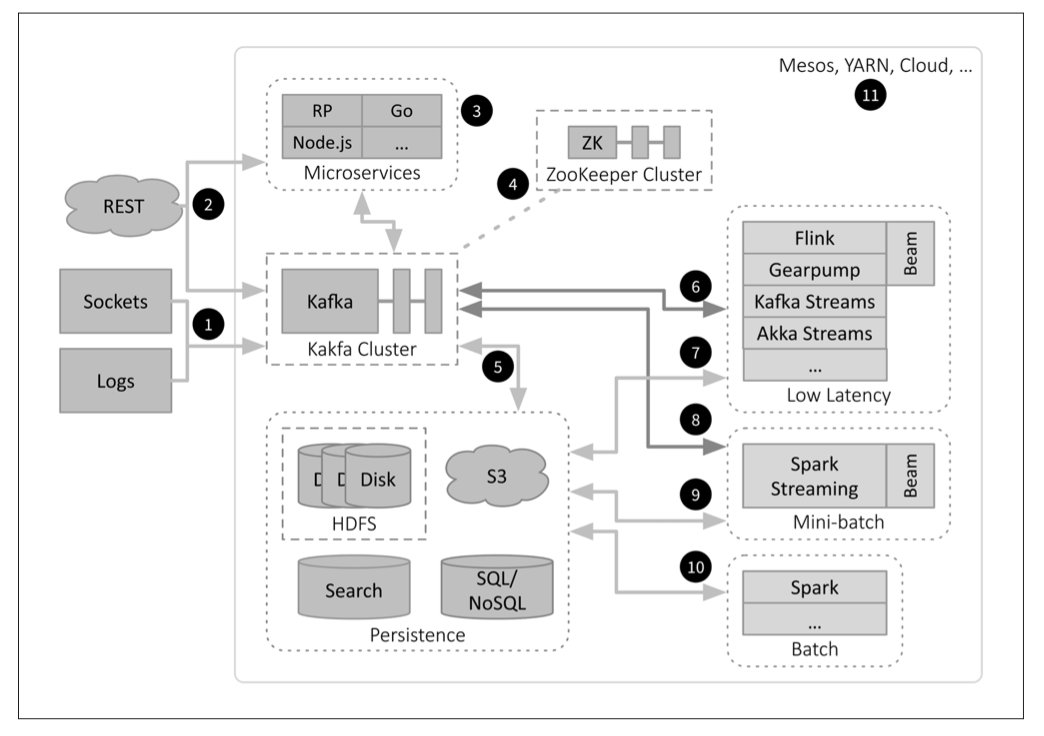 Mesos, YARN, Cloud, ...
11
RP
Go
Node.js
...
Microservices
3
ZK
ZooKeeper Cluster
4
REST
2
Sockets
Logs
1
Kafka
Kakfa Cluster
5
6
Flink
Gearpump
Beam
Kafka Streams
Akka Streams
...
Low Latency
7
8
Spark
Streaming
Beam
Mini-batch
9
D
D
Disk
HDFS
S3
Search
SQL/
NoSQL
Persistence
10
Spark
...
Batch